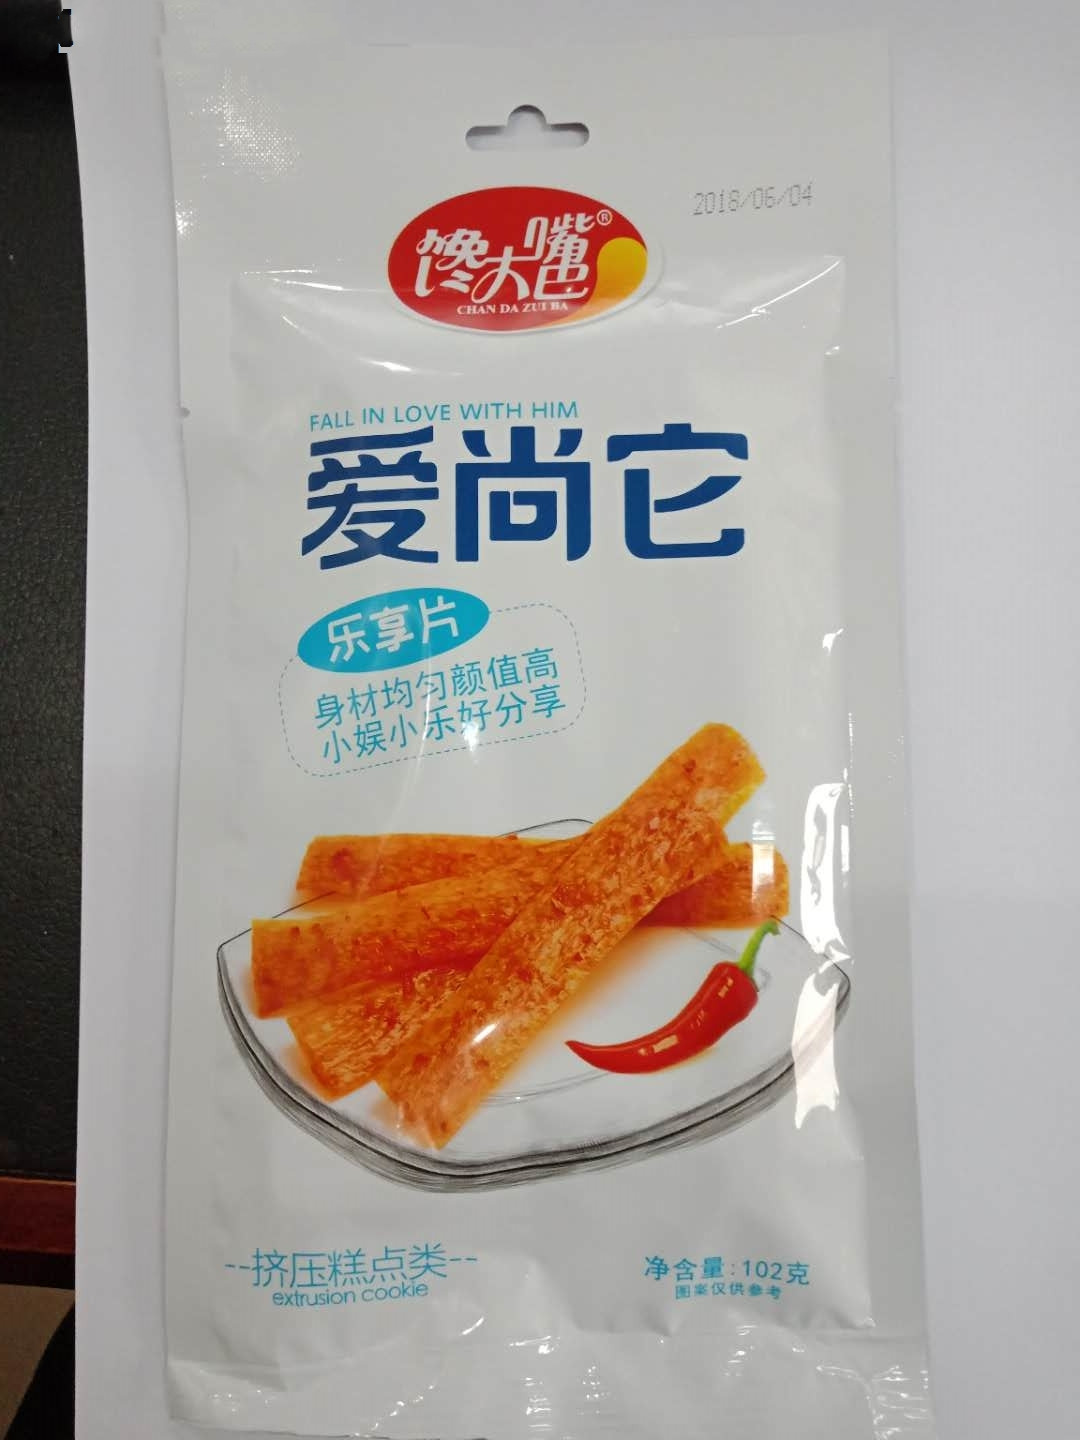 2018/06/04
馋大嘴巴®
CHAN DA ZUI BA
FALL IN LOVE WITH HIM
爱尚它
乐享片
身材均匀颜值高
小娱小乐好分享
--挤压糕点类--
extrusion cookie
净含量:102克
图案仅供参考